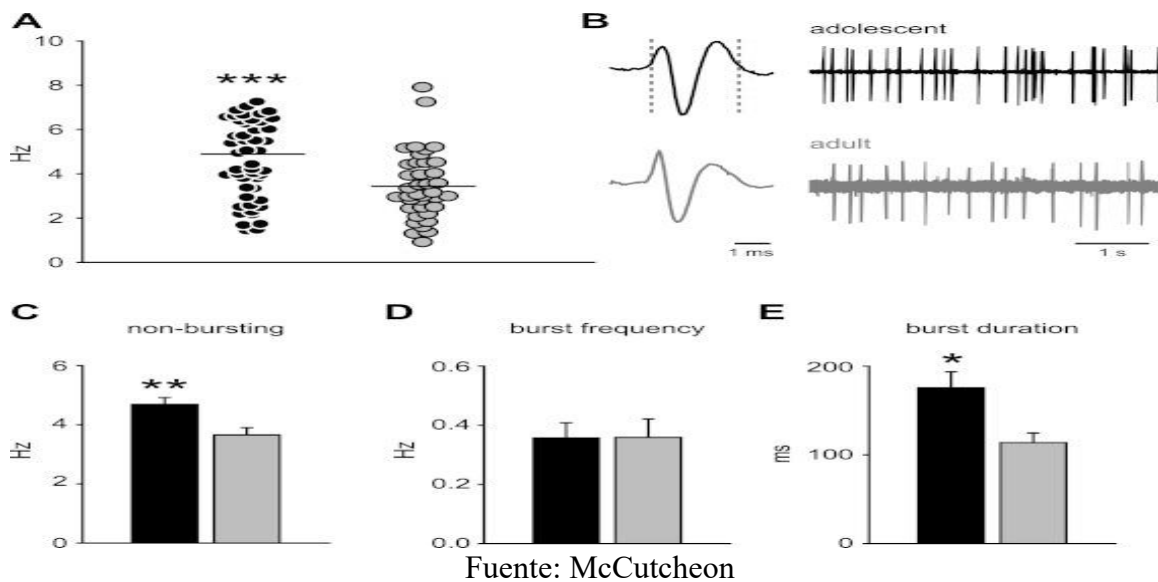 A
10
8
6
4
2
0
Hz
***
B
adolescent
adult
1 ms
1 s
C
non-bursting
6
4
2
0
Hz
**
D
burst frequency
0.6
0.4
0.2
0.0
Hz
E
burst duration
200
100
0
ms
*
Fuente: McCutcheon